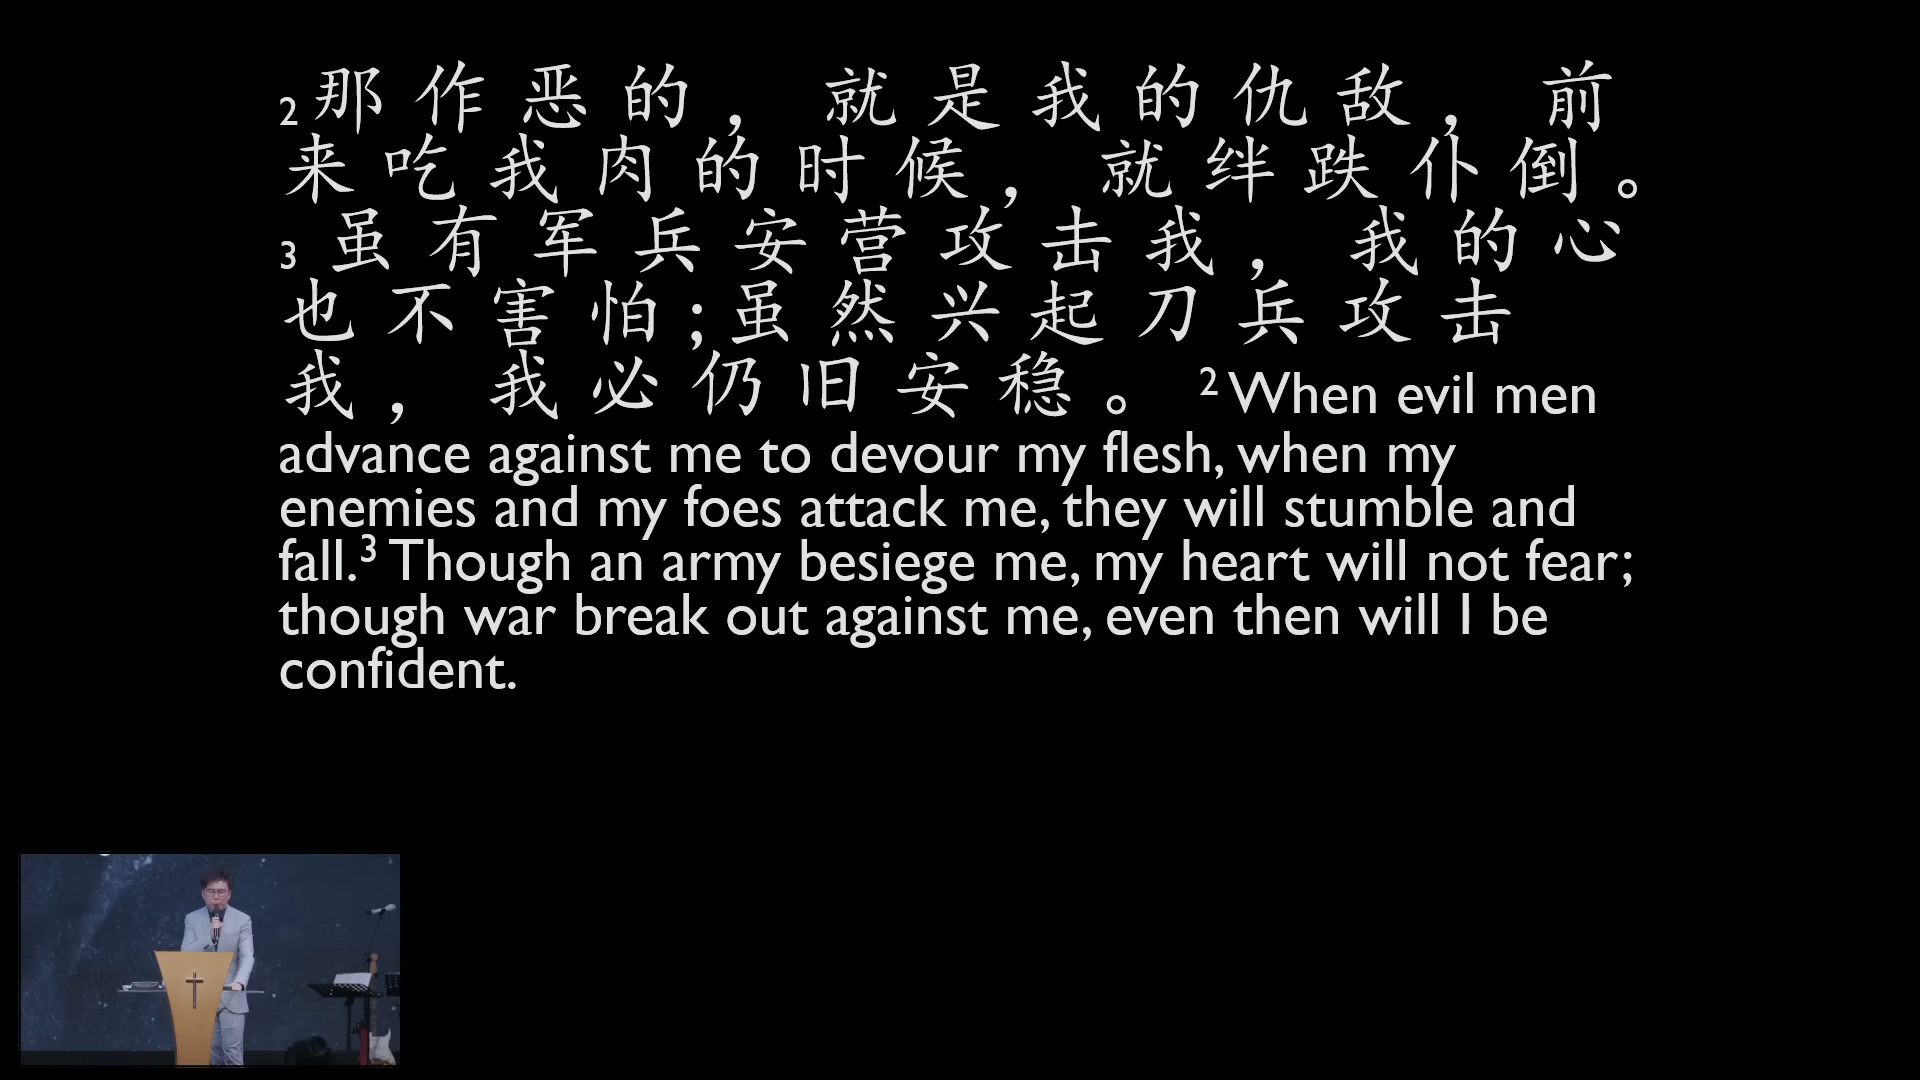 2 那作恶的，就是我的仇敌，前
来吃我肉的时候，就绊跌仆倒。
3 虽有军兵安营攻击我，我的心
也不害怕;虽然兴起刀兵攻击
我，我必仍旧安稳。 2 When evil men
advance against me to devour my flesh, when my
enemies and my foes attack me, they will stumble and
fall.3 Though an army besiege me, my heart will not fear;
though war break out against me, even then will I be
confident.